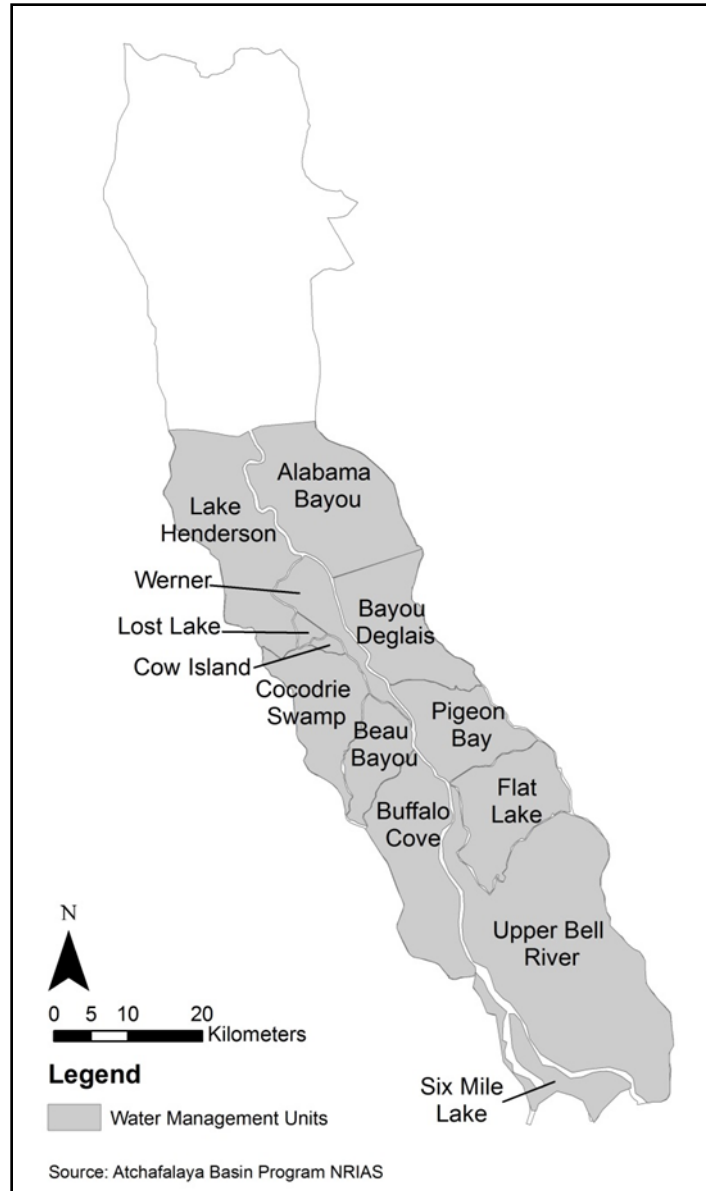 Alabama
Bayou
Lake
Henderson
Werner
Bayou
Deglais
Lost Lake
Cow Island
Cocodrie
Swamp
Pigeon
Bay
Beau
Bayou
Flat
Lake
Buffalo
Cove
Upper Bell
River
N
0 5 10 20
Kilometers
Six Mile
Lake
Legend
Water Management Units
Source: Atchafalaya Basin Program NRIAS